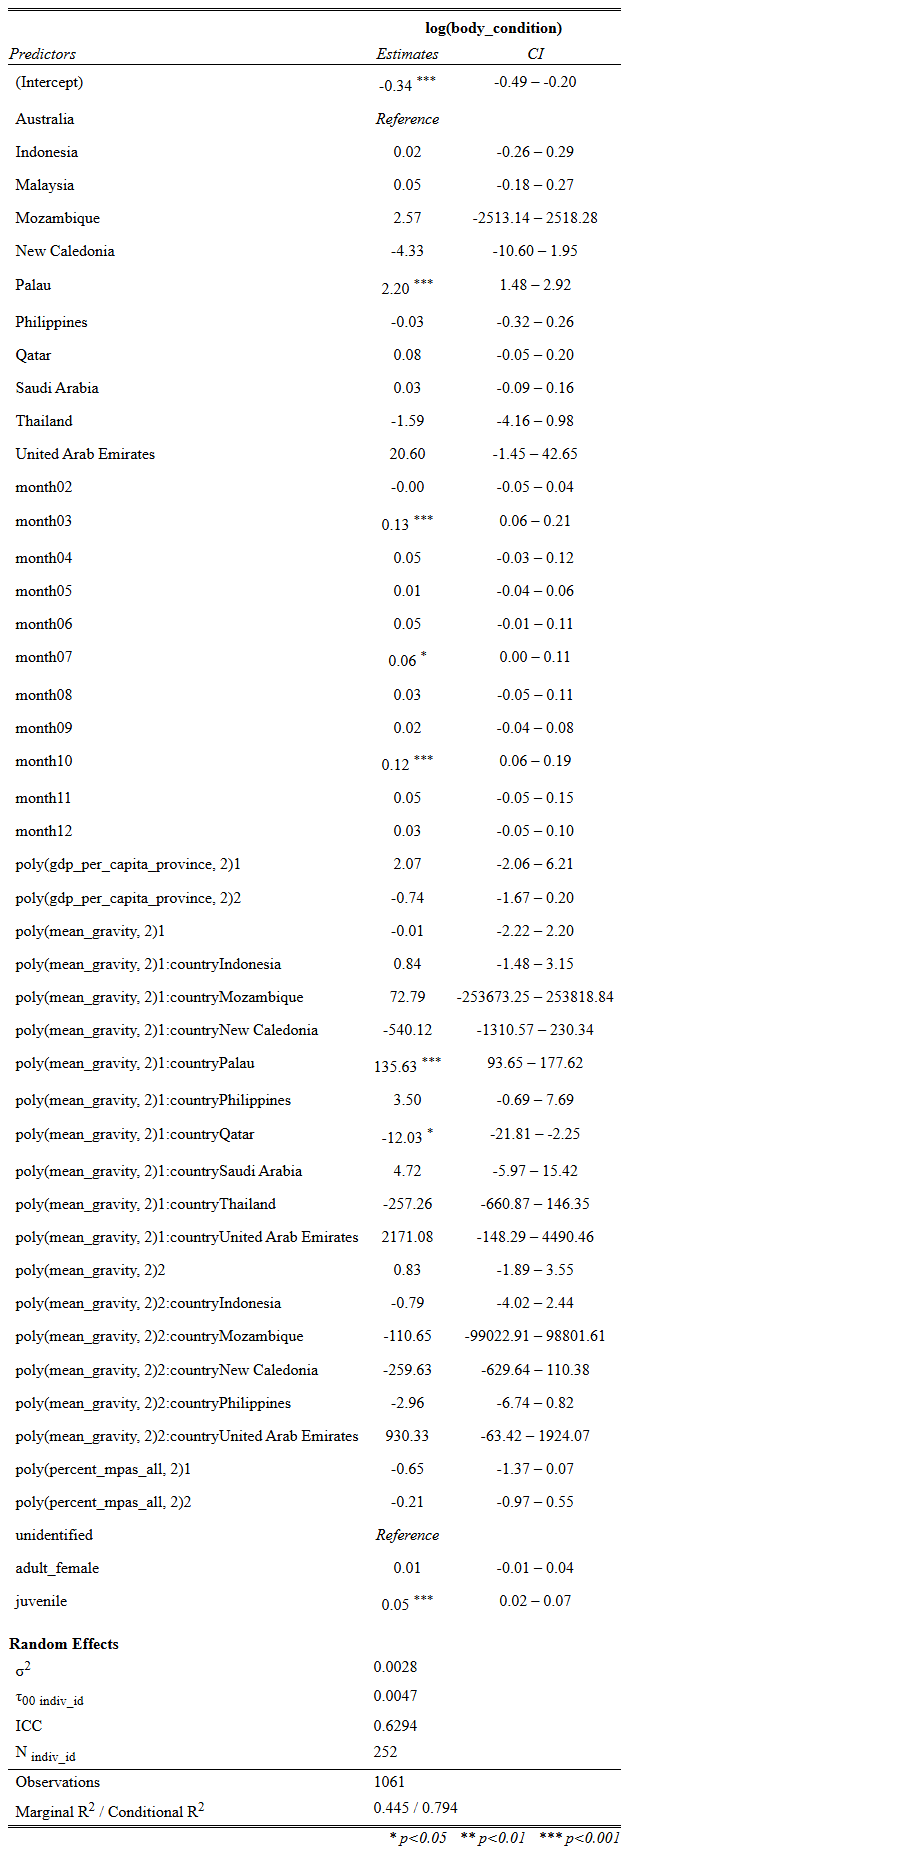 log(body_condition)
Predictors Estimates CI
(Intercept) -0.34 *** -0.49 – -0.20
Australia Reference
Indonesia 0.02 -0.26 – 0.29
Malaysia 0.05 -0.18 – 0.27
Mozambique 2.57 -2513.14 – 2518.28
New Caledonia -4.33 -10.60 – 1.95
Palau 2.20 *** 1.48 – 2.92
Philippines -0.03 -0.32 – 0.26
Qatar 0.08 -0.05 – 0.20
Saudi Arabia 0.03 -0.09 – 0.16
Thailand -1.59 -4.16 – 0.98
United Arab Emirates 20.60 -1.45 – 42.65
month02 -0.00 -0.05 – 0.04
month03 0.13 *** 0.06 – 0.21
month04 0.05 -0.03 – 0.12
month05 0.01 -0.04 – 0.06
month06 0.05 -0.01 – 0.11
month07 0.06 * 0.00 – 0.11
month08 0.03 -0.05 – 0.11
month09 0.02 -0.04 – 0.08
month10 0.12 *** 0.06 – 0.19
month11 0.05 -0.05 – 0.15
month12 0.03 -0.05 – 0.10
poly(gdp_per_capita_province, 2)1 2.07 -2.06 – 6.21
poly(gdp_per_capita_province, 2)2 -0.74 -1.67 – 0.20
poly(mean_gravity, 2)1 -0.01 -2.22 – 2.20
poly(mean_gravity, 2)1:countryIndonesia 0.84 -1.48 – 3.15
poly(mean_gravity, 2)1:countryMozambique 72.79 -253673.25 – 253818.84
poly(mean_gravity, 2)1:countryNew Caledonia -540.12 -1310.57 – 230.34
poly(mean_gravity, 2)1:countryPalau 135.63 *** 93.65 – 177.62
poly(mean_gravity, 2)1:countryPhilippines 3.50 -0.69 – 7.69
poly(mean_gravity, 2)1:countryQatar -12.03 * -21.81 – -2.25
poly(mean_gravity, 2)1:countrySaudi Arabia 4.72 -5.97 – 15.42
poly(mean_gravity, 2)1:countryThailand -257.26 -660.87 – 146.35
poly(mean_gravity, 2)1:countryUnited Arab Emirates 2171.08 -148.29 – 4490.46
poly(mean_gravity, 2)2 0.83 -1.89 – 3.55
poly(mean_gravity, 2)2:countryIndonesia -0.79 -4.02 – 2.44
poly(mean_gravity, 2)2:countryMozambique -110.65 -99022.91 – 98801.61
poly(mean_gravity, 2)2:countryNew Caledonia -259.63 -629.64 – 110.38
poly(mean_gravity, 2)2:countryPhilippines -2.96 -6.74 – 0.82
poly(mean_gravity, 2)2:countryUnited Arab Emirates 930.33 -63.42 – 1924.07
poly(percent_mpas_all, 2)1 -0.65 -1.37 – 0.07
poly(percent_mpas_all, 2)2 -0.21 -0.97 – 0.55
unidentified Reference
adult_female 0.01 -0.01 – 0.04
juvenile 0.05 *** 0.02 – 0.07
Random Effects
σ2 0.0028
τ00 indiv_id 0.0047
ICC 0.6294
N indiv_id 252
Observations 1061
Marginal R2 / Conditional R2 0.445 / 0.794
* p<0.05 ** p<0.01 *** p<0.001